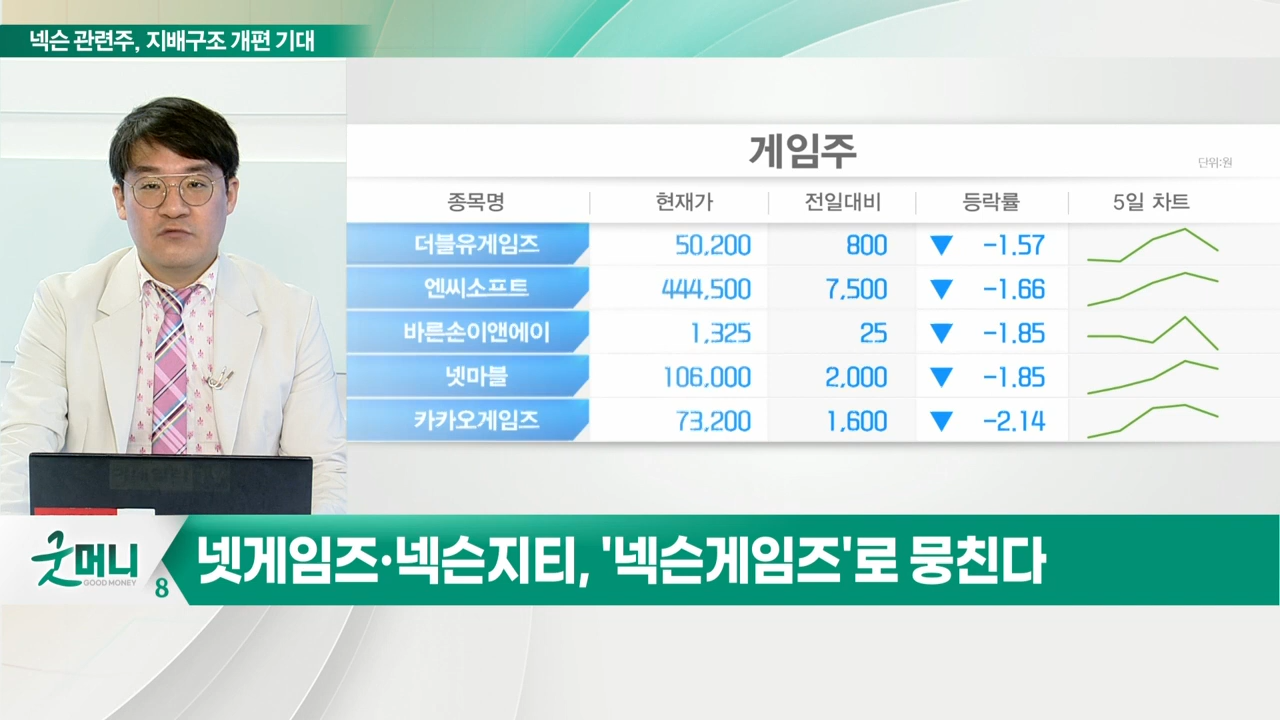 넥슨 관련주, 지배구조 개편 기대
게임주
단위:원
종목명 현재가 전일대비 등락률 5일 차트
더블유게임즈 50,200 800 ▼ -1.57
엔씨소프트 444,500 7,500 ▼ -1.66
바른손이앤에이 1,325 25 ▼ -1.85
넷마블 106,000 2,000 ▼ -1.85
카카오게임즈 73,200 1,600 ▼ -2.14
굿머니
GOOD MONEY
8
넷게임즈·넥슨지티, '넥슨게임즈'로 뭉친다